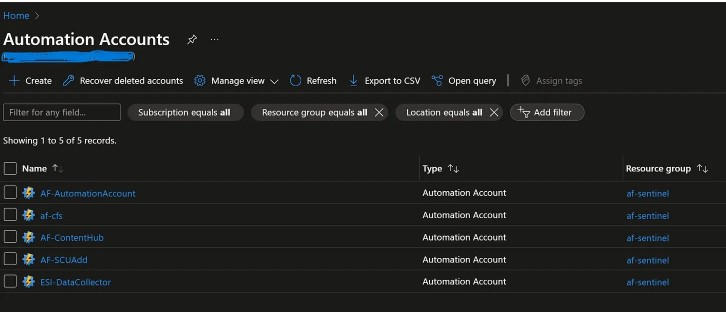 Home >
Automation Accounts ...
+ Create Recover deleted accounts Manage view Refresh Export to CSV Open query | Assign tags
Filter for any field... Subscription equals all Resource group equals all × Location equals all × Add filter
Showing 1 to 5 of 5 records.
Name ↑↓ Type ↑↓ Resource group ↑↓
AF-AutomationAccount Automation Account af-sentinel
af-cfs Automation Account af-sentinel
AF-ContentHub Automation Account af-sentinel
AF-SCUAdd Automation Account af-sentinel
ESI-DataCollector Automation Account af-sentinel